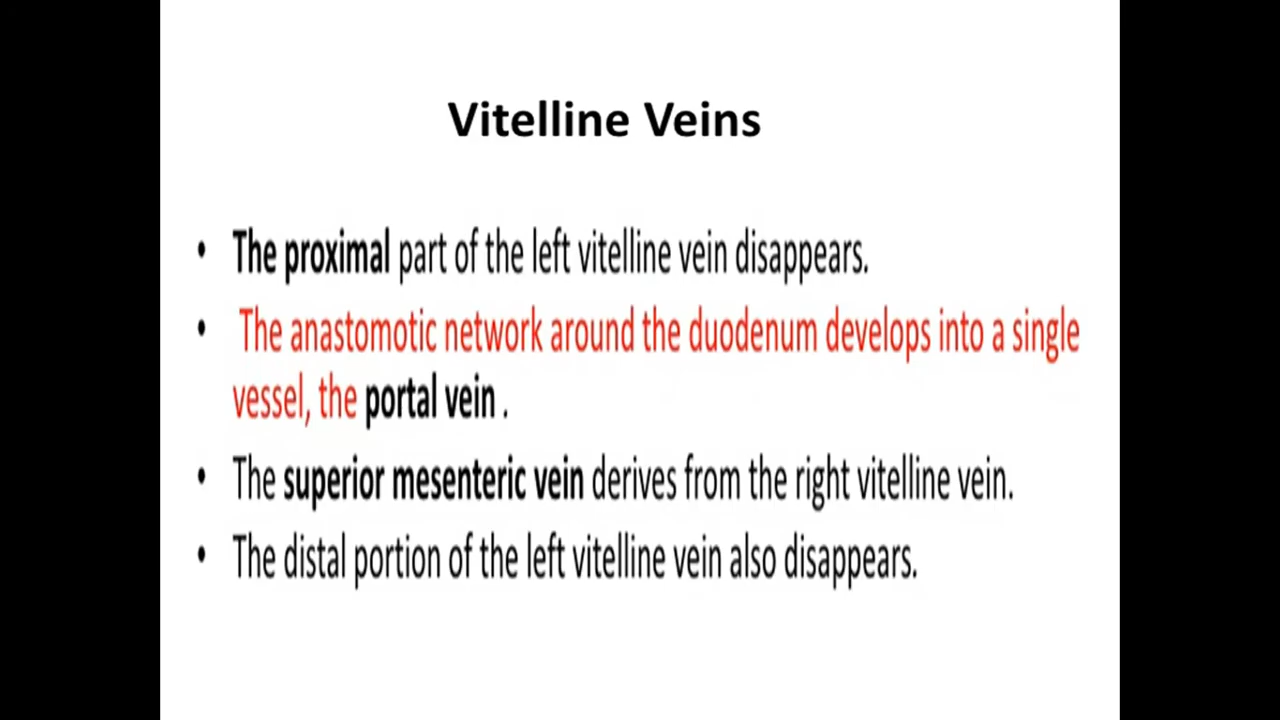 Vitelline Veins
• The proximal part of the left vitelline vein disappears.
• The anastomotic network around the duodenum develops into a single
vessel, the portal vein .
• The superior mesenteric vein derives from the right vitelline vein.
• The distal portion of the left vitelline vein also disappears.